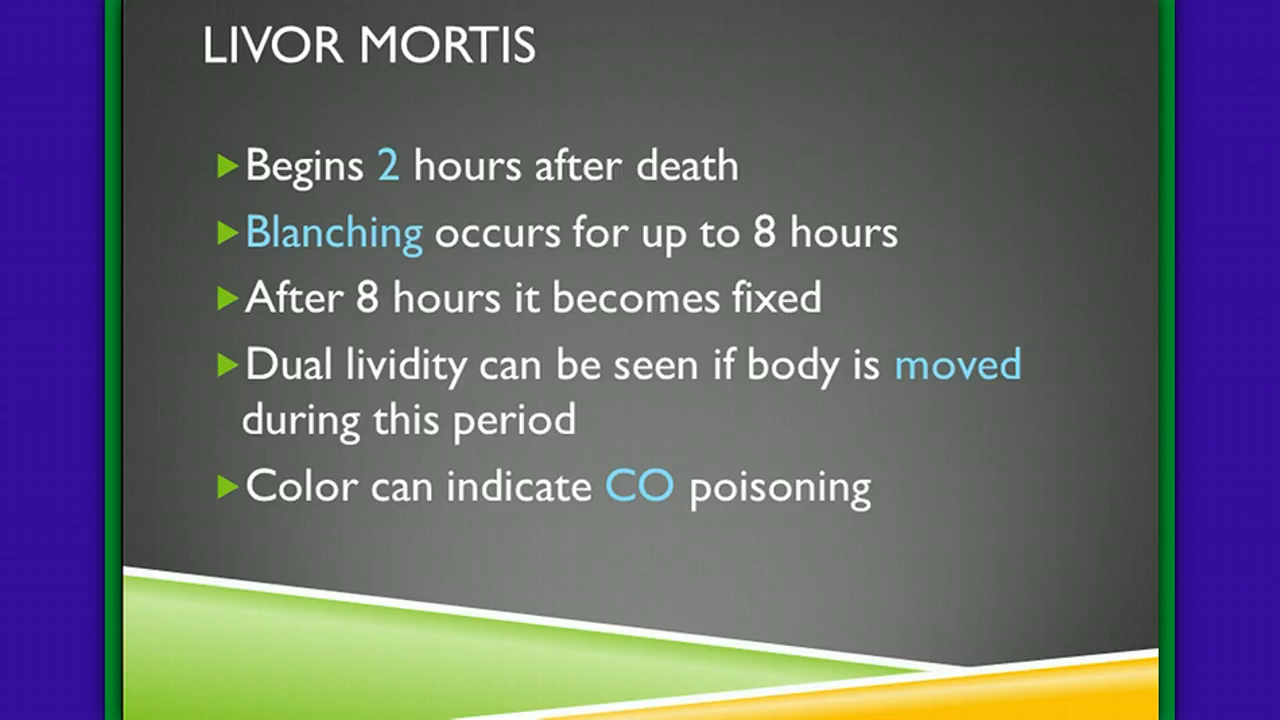 LIVOR MORTIS
Begins 2 hours after death
Blanching occurs for up to 8 hours
After 8 hours it becomes fixed
Dual lividity can be seen if body is moved
during this period
Color can indicate CO poisoning